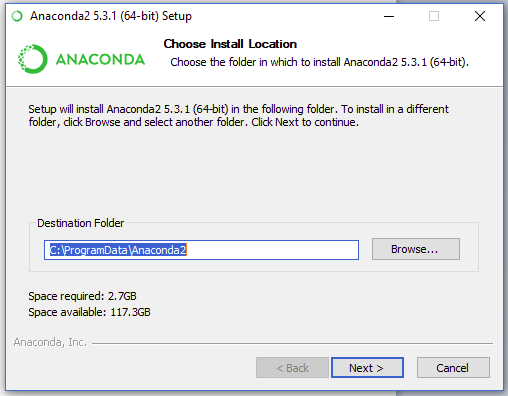 Anaconda2 5.3.1 (64-bit) Setup
ANACONDA
Choose Install Location
Choose the folder in which to install Anaconda2 5.3.1 (64-bit).
Setup will install Anaconda2 5.3.1 (64-bit) in the following folder. To install in a different
folder, click Browse and select another folder. Click Next to continue.
Destination Folder
C:\ProgramData\Anaconda2
Browse...
Space required: 2.7GB
Space available: 117.3GB
Anaconda, Inc.
< Back
Next >
Cancel